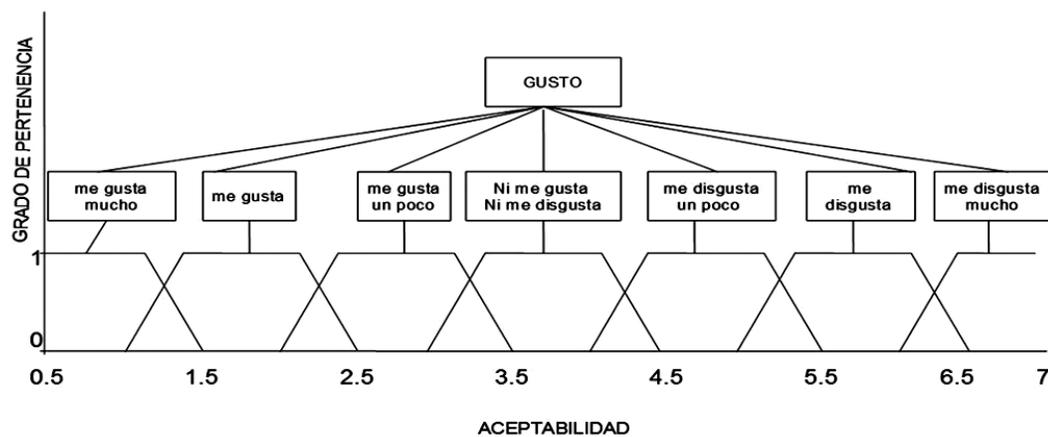 GRADO DE PERTENENCIA
GUSTO
me gusta
mucho
me gusta
me gusta
un poco
Ni me gusta
Ni me disgusta
me disgusta
un poco
me
disgusta
me disgusta
mucho
1
0
0.5 1.5 2.5 3.5 4.5 5.5 6.5 7
ACEPTABILIDAD